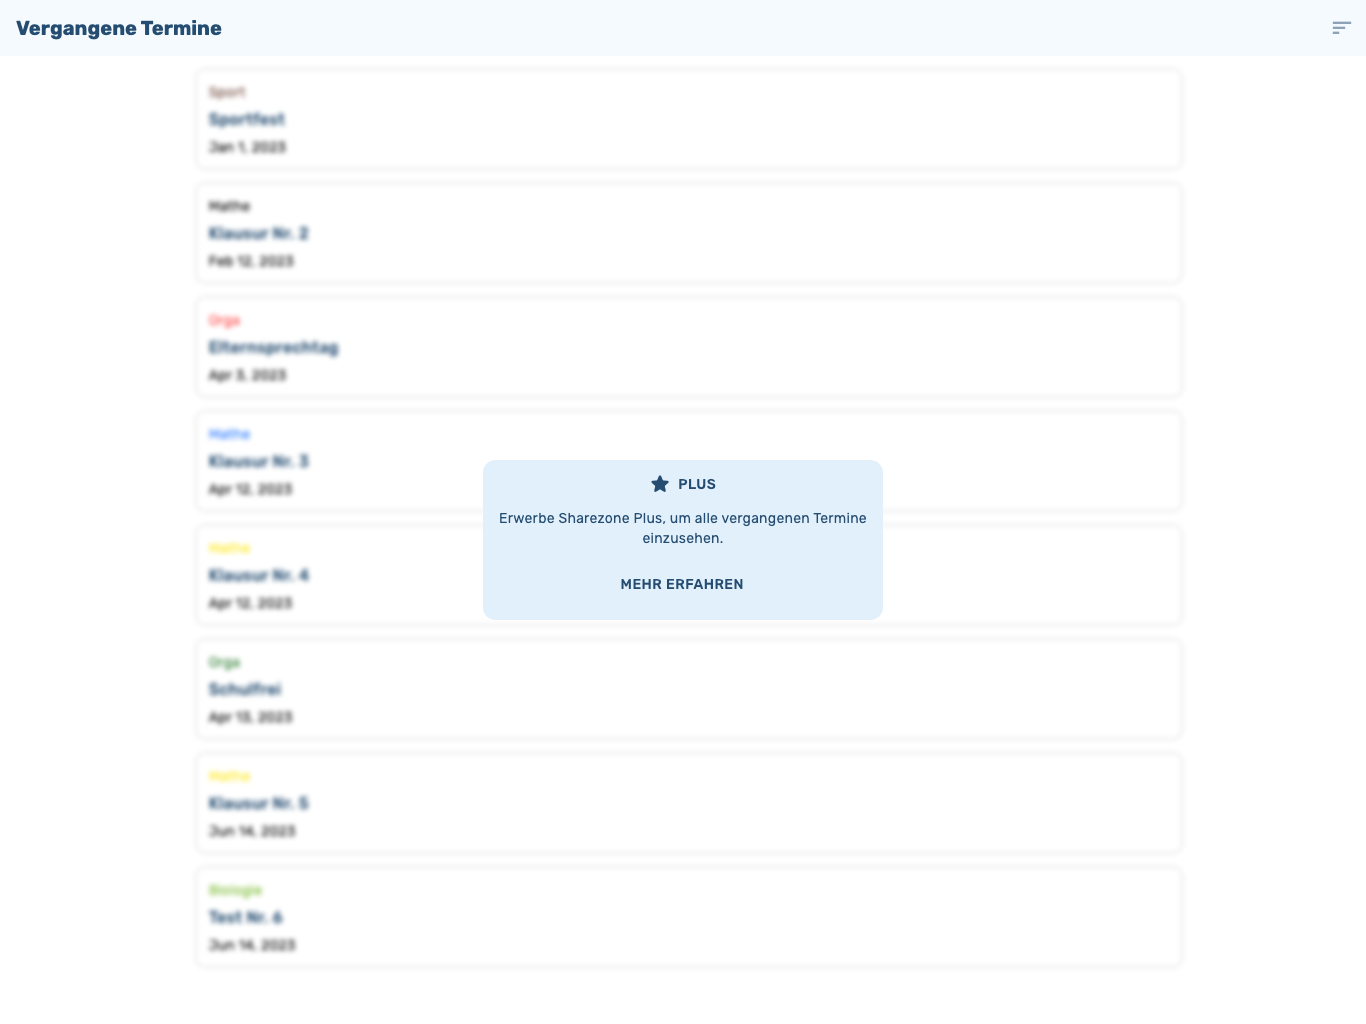 Vergangene Termine
Sport
Sportfest
Jan 1, 2023
Mathe
Klausur Nr. 2
Feb 12, 2023
Orga
Elternsprechtag
Apr 3, 2023
Mathe
Klausur Nr. 3
Apr 12, 2023
PLUS
Erwerbe Sharezone Plus, um alle vergangenen Termine
einzusehen.
MEHR ERFAHREN
Mathe
Klausur Nr. 4
Apr 12, 2023
Orga
Schulfrei
Apr 13, 2023
Mathe
Klausur Nr. 5
Jun 14, 2023
Biologie
Test Nr. 6
Jun 14, 2023